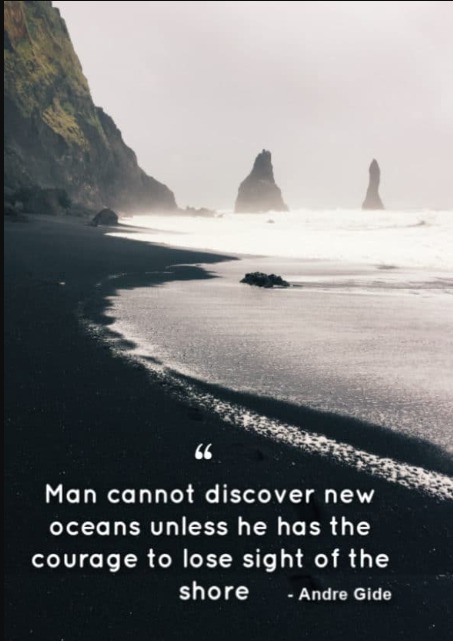 “
Man cannot discover new
oceans unless he has the
courage to lose sight of the
shore - Andre Gide